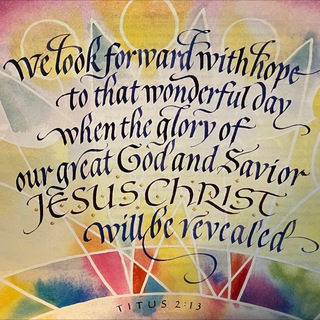 We look forward with hope
to that wonderful day
when the glory of
our great God and Savior
JESUS CHRIST
will be revealed
TITUS 2:13